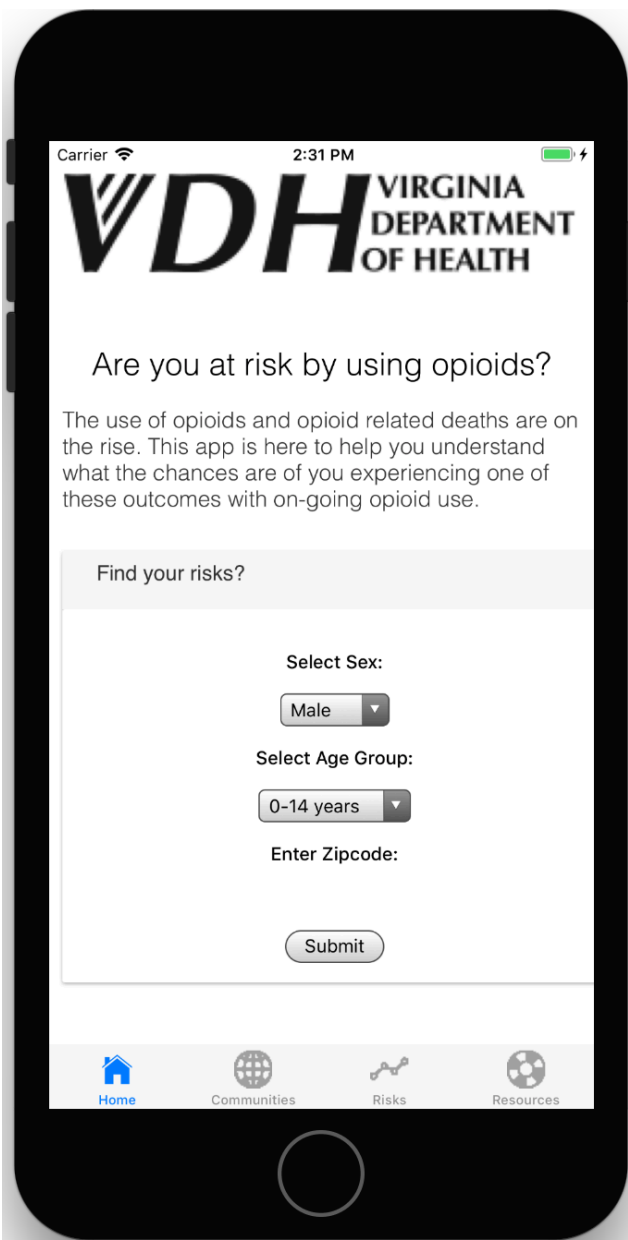 Carrier
2:31 PM
VDH VIRGINIA
DEPARTMENT
OF HEALTH
Are you at risk by using opioids?
The use of opioids and opioid related deaths are on
the rise. This app is here to help you understand
what the chances are of you experiencing one of
these outcomes with on-going opioid use.
Find your risks?
Select Sex:
Male
Select Age Group:
0-14 years
Enter Zipcode:
Submit
Home
Communities
Risks
Resources